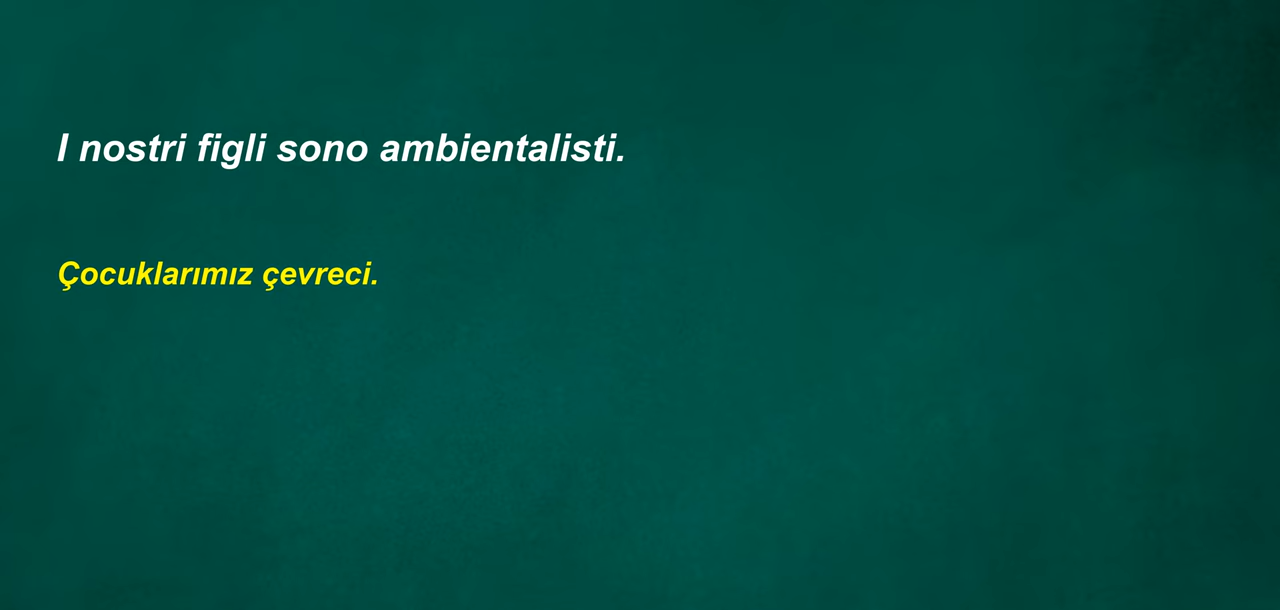 I nostri figli sono ambientalisti.
Çocuklarımız çevreci.